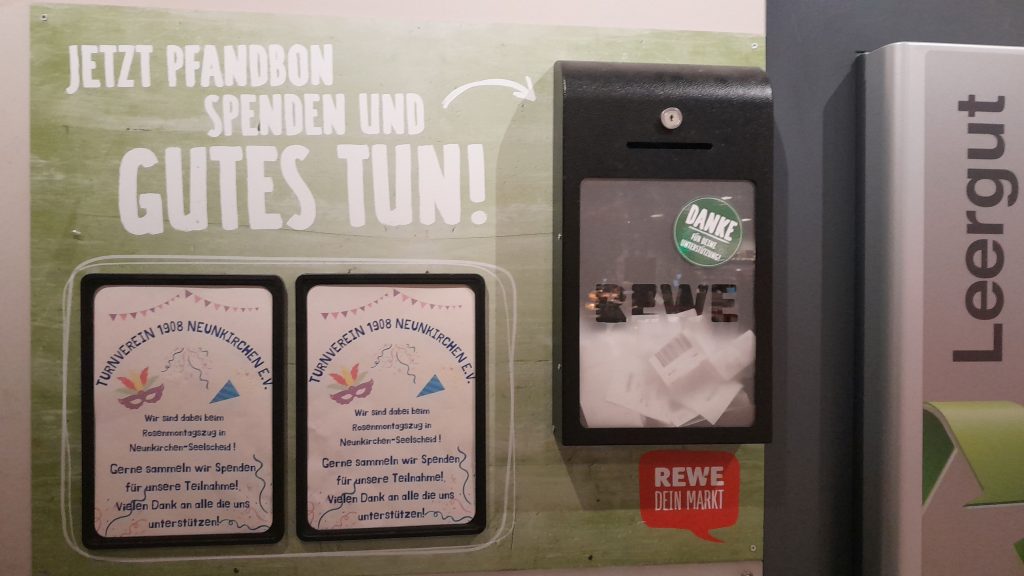 JETZT PFANDBON
SPENDEN UND
GUTES TUN!
TURNVEREIN 1908 NEUNKIRCHEN E.V.
Wir sind dabei beim
Rosenmontagszug in
Neunkirchen-Seelscheid !
Gerne sammeln wir Spenden
für unsere Teilnahme!
Vielen Dank an alle die uns
unterstützen!
TURNVEREIN 1908 NEUNKIRCHEN E.V.
Wir sind dabei beim
Rosenmontagszug in
Neunkirchen-Seelscheid !
Gerne sammeln wir Spenden
für unsere Teilnahme!
Vielen Dank an alle die uns
unterstützen!
DANKE
FÜR DEINE
UNTERSTÜTZUNG!
REWE
REWE
DEIN MARKT
Leergut